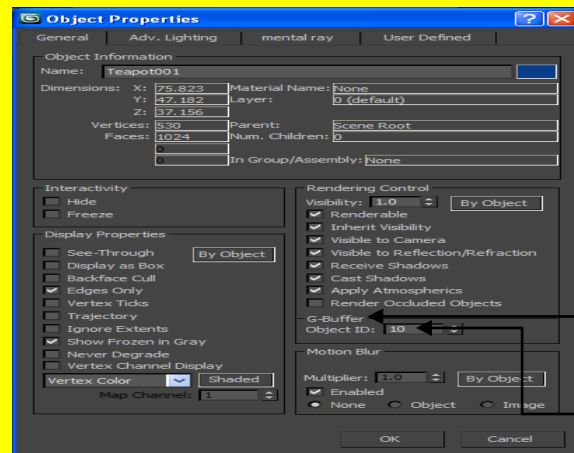 Object Properties
General Adv. Lighting mental ray User Defined
Object Information
Name: Teapot001
Dimensions: X: 75.823 Material Name: None
Y: 47.182 Layer: 0 (default)
Z: 37.156
Vertices: 530 Parent: Scene Root
Faces: 1024 Num. Children: 0
0
0 In Group/Assembly: None
Interactivity
Hide
Freeze
Display Properties
See-Through By Object
Display as Box
Backface Cull
Edges Only
Vertex Ticks
Trajectory
Ignore Extents
Show Frozen in Gray
Never Degrade
Vertex Channel Display
Vertex Color Shaded
Map Channel: 1
Rendering Control
Visibility: 1.0 By Object
Renderable
Inherit Visibility
Visible to Camera
Visible to Reflection/Refraction
Receive Shadows
Cast Shadows
Apply Atmospherics
Render Occluded Objects
G-Buffer
Object ID: 10
Motion Blur
Multiplier: 1.0 By Object
Enabled
None Object Image
OK Cancel